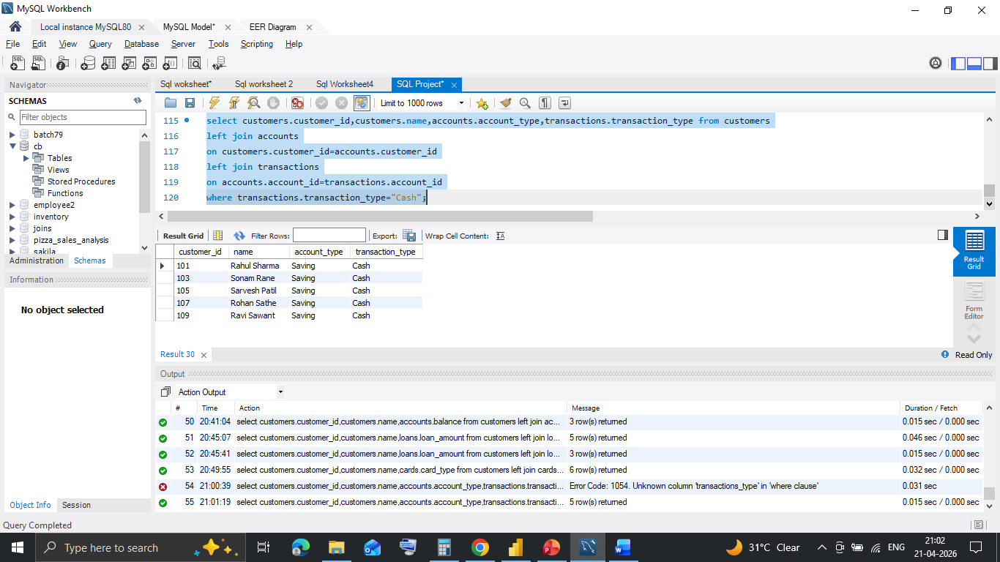 MySQL Workbench
Local instance MySQL80
MySQL Model*
EER Diagram
File Edit View Query Database Server Tools Scripting Help
Navigator
SCHEMAS
Filter objects
batch79
cb
Tables
Views
Stored Procedures
Functions
employee2
inventory
joins
pizza_sales_analysis
sakila
Administration Schemas
Information
No object selected
Object Info Session
Sql woksheet* Sql worksheet 2 Sql Worksheet4 SQL Project*
Limit to 1000 rows
115 select customers.customer_id,customers.name,accounts.account_type,transactions.transaction_type from customers
116 left join accounts
117 on customers.customer_id=accounts.customer_id
118 left join transactions
119 on accounts.account_id=transactions.account_id
120 where transactions.transaction_type="Cash";
Result Grid Filter Rows: Export: Wrap Cell Content:
customer_id name account_type transaction_type
101 Rahul Sharma Saving Cash
103 Sonam Rane Saving Cash
105 Sarvesh Patil Saving Cash
107 Rohan Sathe Saving Cash
109 Ravi Sawant Saving Cash
Result Grid
Form Editor
Result 30
Read Only
Output
Action Output
# Time Action Message Duration / Fetch
50 20:41:04 select customers.customer_id,customers.name,accounts.balance from customers left join ac... 3 row(s) returned 0.015 sec / 0.000 sec
51 20:45:07 select customers.customer_id,customers.name,loans.loan_amount from customers left join lo... 5 row(s) returned 0.046 sec / 0.000 sec
52 20:45:41 select customers.customer_id,customers.name,loans.loan_amount from customers left join lo... 3 row(s) returned 0.015 sec / 0.000 sec
53 20:49:55 select customers.customer_id,customers.name,cards.card_type from customers left join cards... 6 row(s) returned 0.032 sec / 0.000 sec
54 21:00:39 select customers.customer_id,customers.name,accounts.account_type,transactions.transacti... Error Code: 1054. Unknown column 'transactions_type' in 'where clause' 0.031 sec
55 21:01:19 select customers.customer_id,customers.name,accounts.account_type,transactions.transacti... 5 row(s) returned 0.015 sec / 0.000 sec
Query Completed
Type here to search
31°C Clear
ENG
21:02
21-04-2026